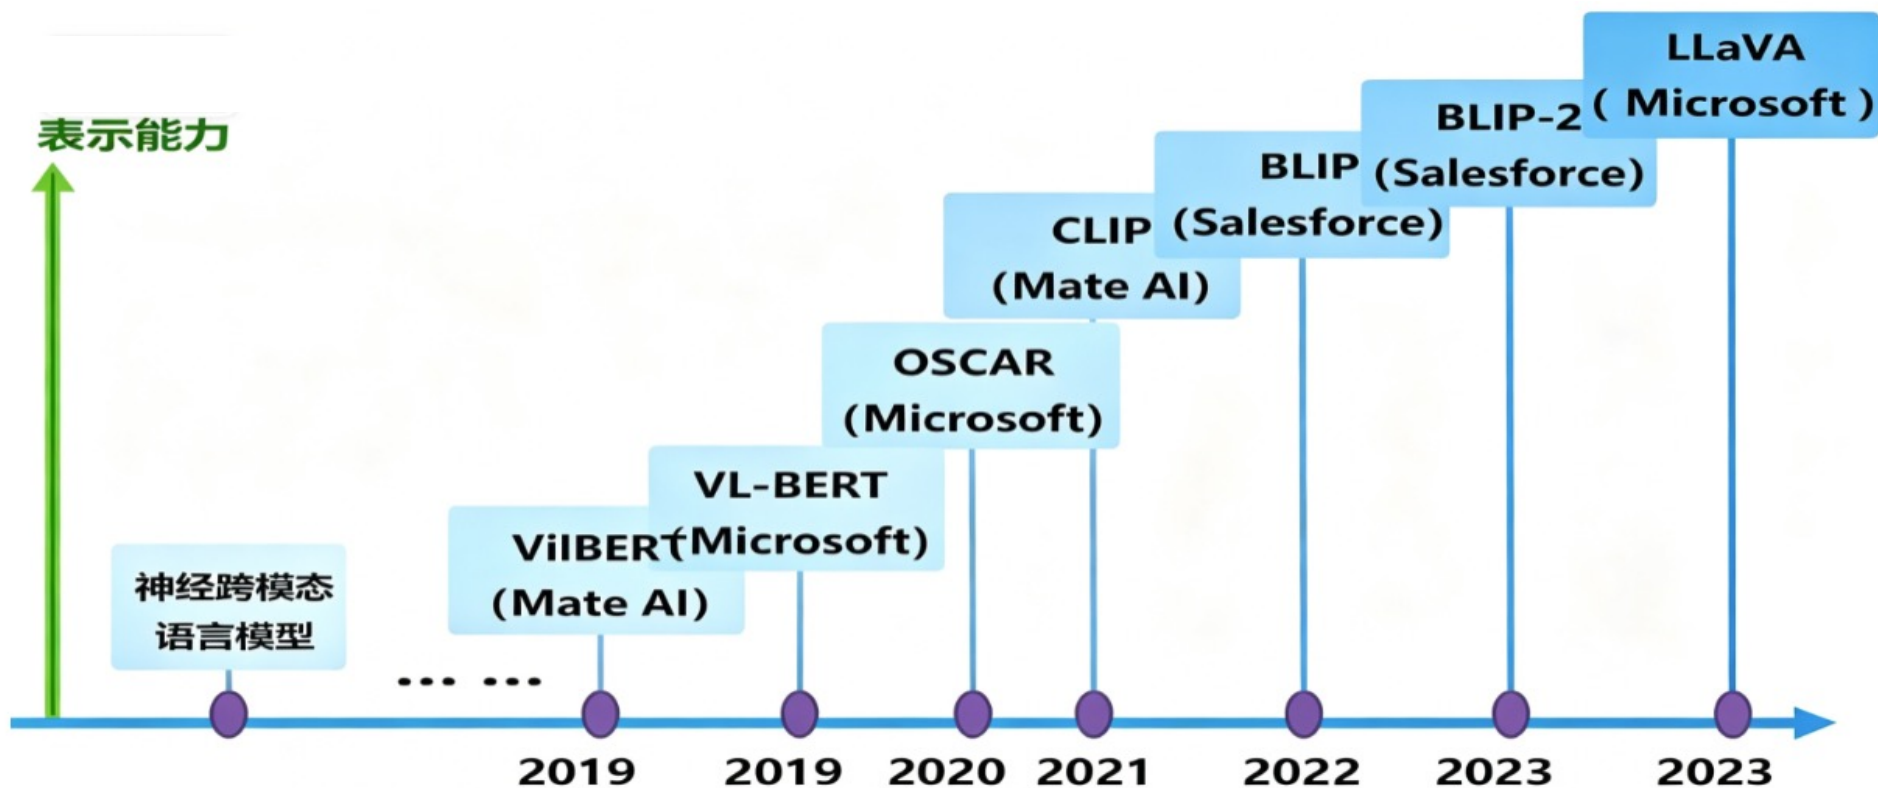 表示能力
神经跨模态
语言模型
... ...
VilBERT
(Mate AI)
VL-BERT
(Microsoft)
OSCAR
(Microsoft)
CLIP
(Mate AI)
BLIP
(Salesforce)
BLIP-2
(Salesforce)
LLaVA
( Microsoft )
2019
2019
2020
2021
2022
2023
2023